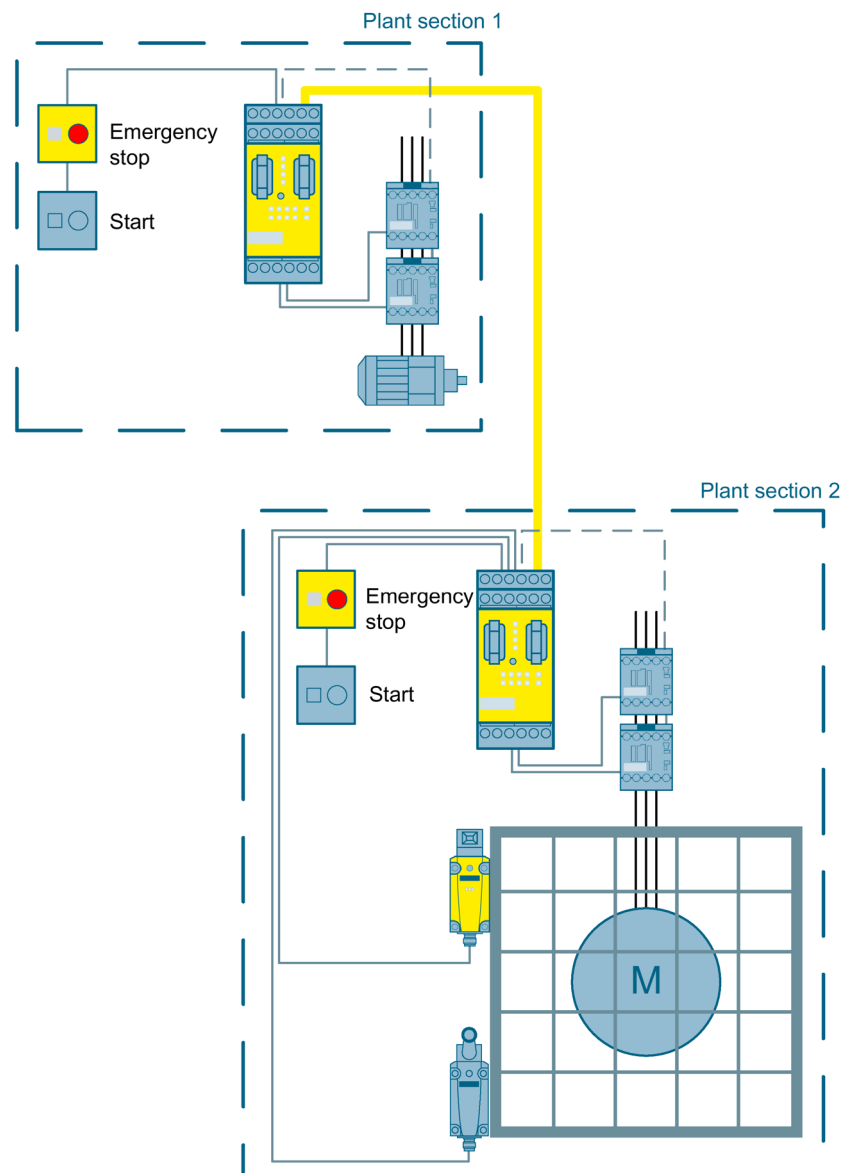 Plant section 1
Emergency
stop
Start
Plant section 2
Emergency
stop
Start
M